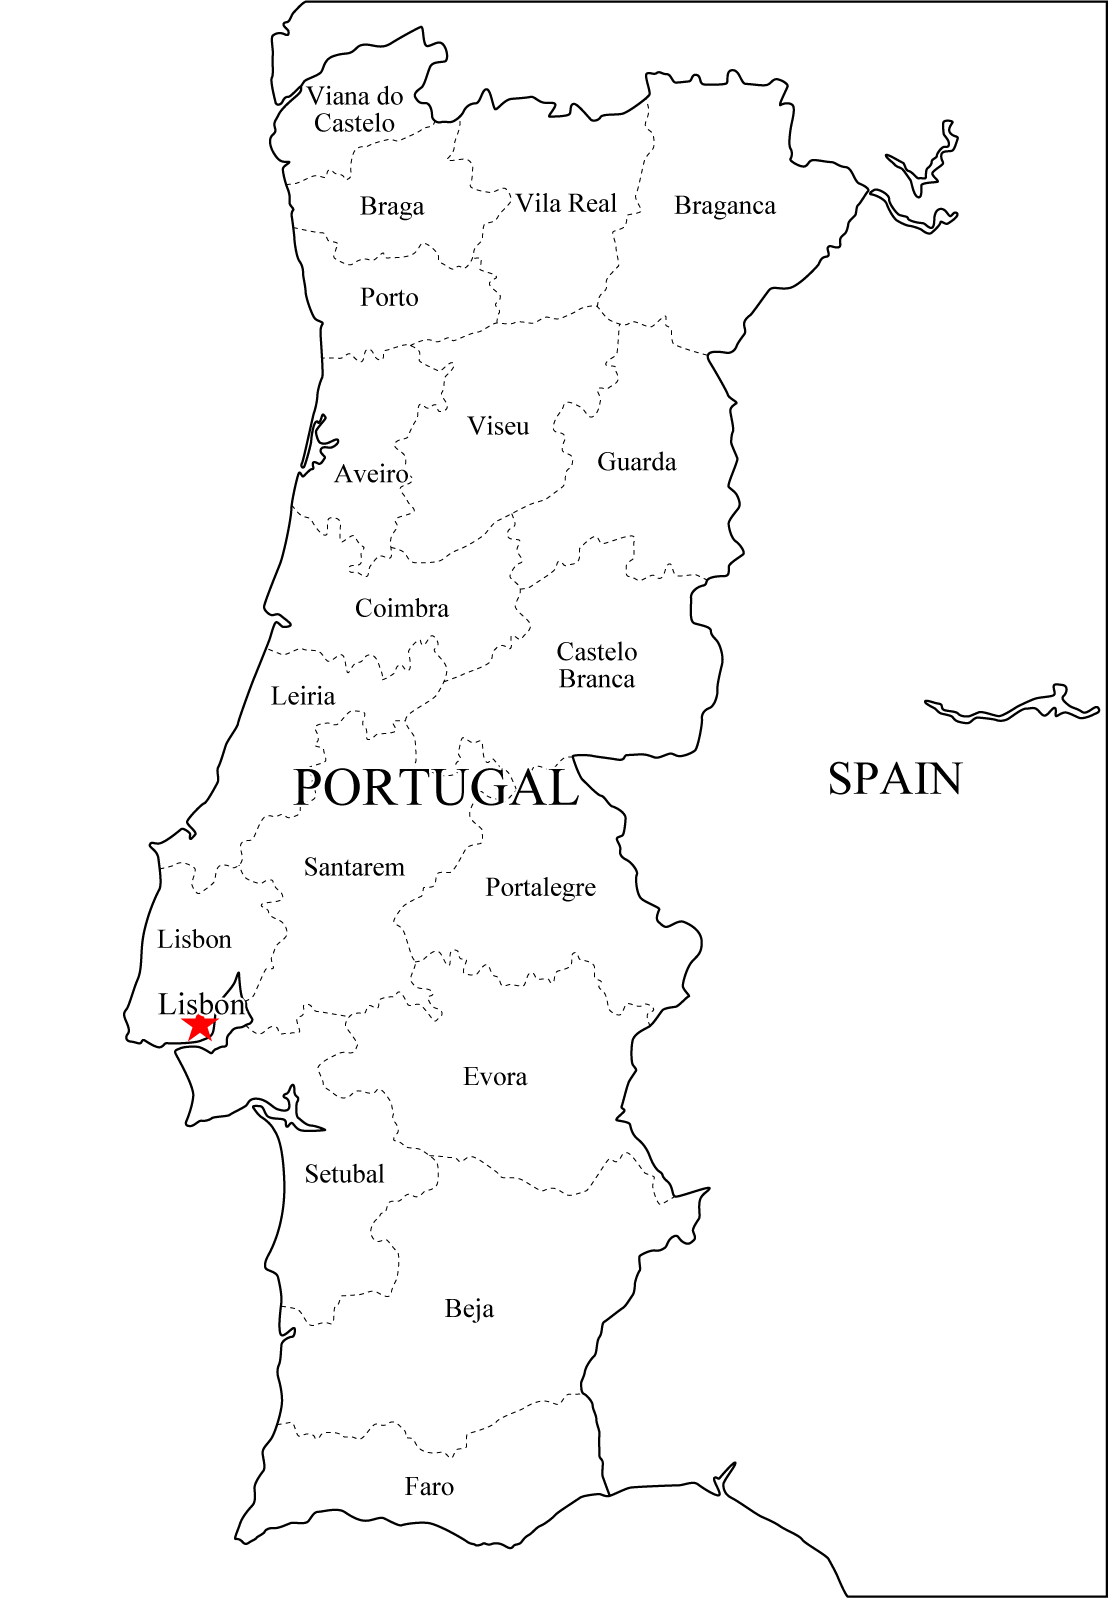 Viana do
Castelo
Braga
Vila Real
Braganca
Porto
Viseu
Guarda
Aveiro
Coimbra
Castelo
Branca
Leiria
PORTUGAL
SPAIN
Santarem
Portalegre
Lisbon
Lisbon
Evora
Setubal
Beja
Faro